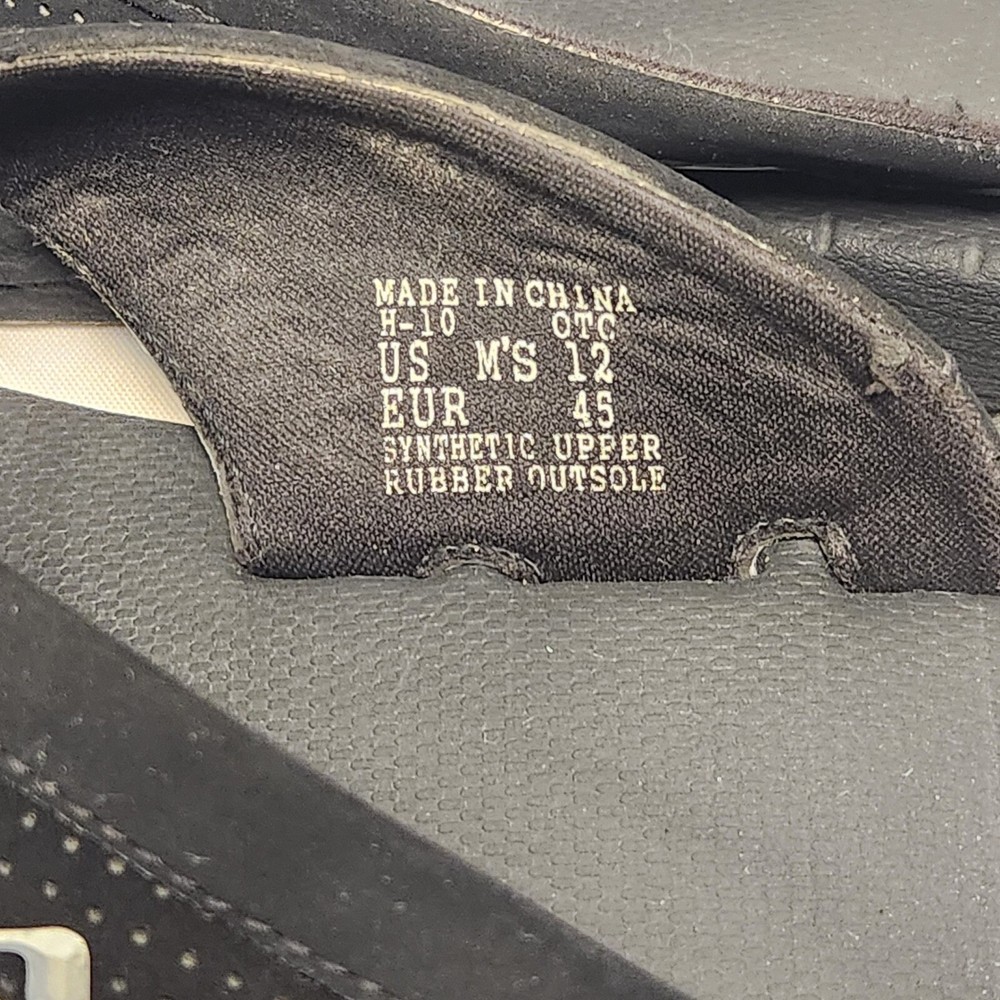 MADE IN CHINA
H-10 OTC
US M'S 12
EUR 45
SYNTHETIC UPPER
RUBBER OUTSOLE